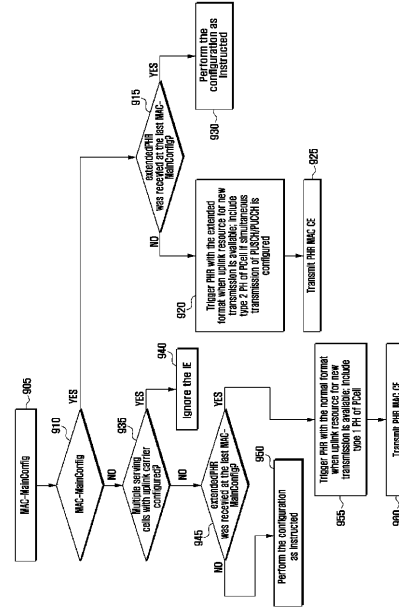 MAC-MainConfig
905
910
MAC-MainConfig
YES
NO
915
extendedPHR
was recevied at the last MAC-
MainConfig?
YES
NO
Perform the
configuration as
Instructed
930
920
Trigger PHR with the extended
format when uplink resource for new
transmission is available; include
type 2 PH of PCell if simultaneous
transmission of PUSCH/PUCCH is
configured
Transmit PHR MAC CE
925
935
Multiple serving
cells with uplink carrier
configured?
YES
NO
940
Ignore the IE
945
extendedPHR
was received at the last MAC-
MainConfig?
YES
NO
950
Perform the configuration
as Instructed
955
Trigger PHR with the normal format
when uplink resource for new
transmission is available; include
type 1 PH of PCell
Transmit PHR MAC CE
960